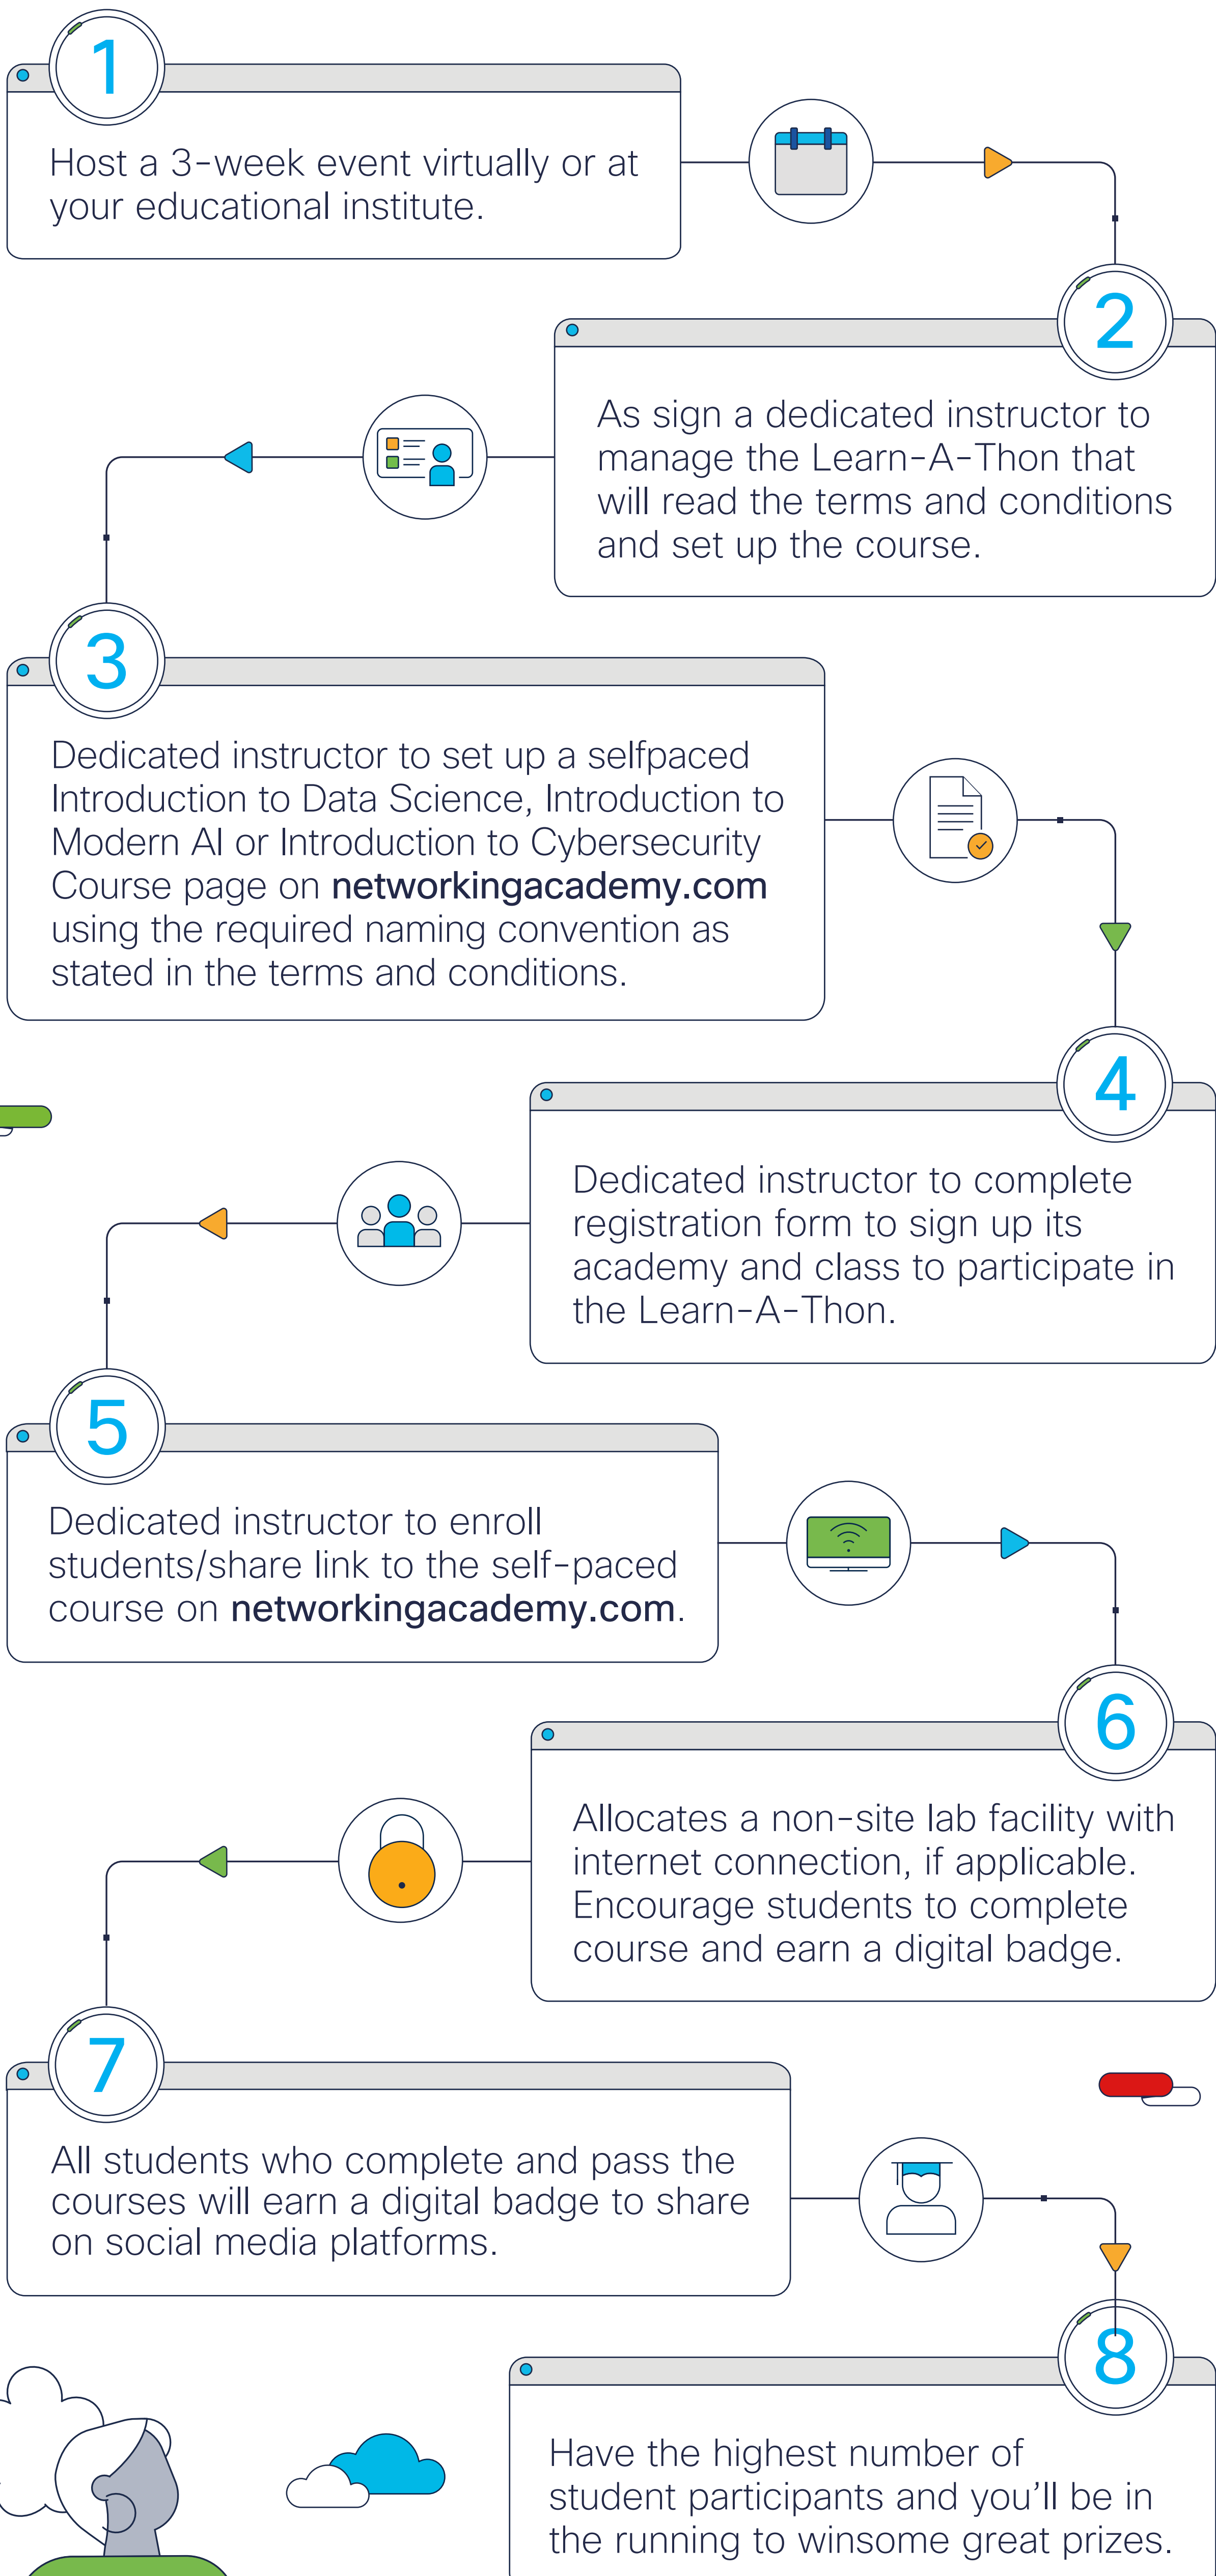 1
Host a 3-week event virtually or at
your educational institute.
2
As sign a dedicated instructor to
manage the Learn-A-Thon that
will read the terms and conditions
and set up the course.
3
Dedicated instructor to set up a selfpaced
Introduction to Data Science, Introduction to
Modern AI or Introduction to Cybersecurity
Course page on networkingacademy.com
using the required naming convention as
stated in the terms and conditions.
4
Dedicated instructor to complete
registration form to sign up its
academy and class to participate in
the Learn-A-Thon.
5
Dedicated instructor to enroll
students/share link to the self-paced
course on networkingacademy.com.
6
Allocates a non-site lab facility with
internet connection, if applicable.
Encourage students to complete
course and earn a digital badge.
7
All students who complete and pass the
courses will earn a digital badge to share
on social media platforms.
8
Have the highest number of
student participants and you'll be in
the running to winsome great prizes.